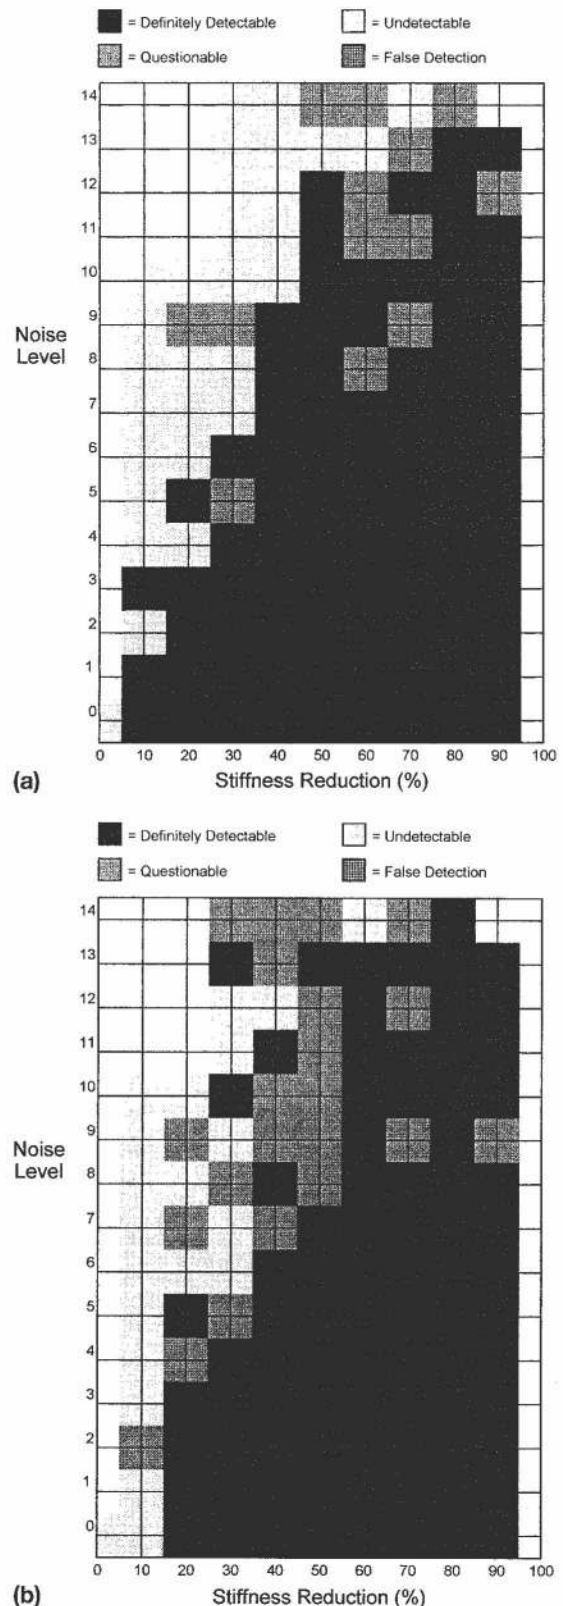 = Definitely Detectable = Undetectable
= Questionable = False Detection
14
13
12
11
10
9
8
7
6
5
4
3
2
1
0
Noise
Level
0 10 20 30 40 50 60 70 80 90 100
(a) Stiffness Reduction (%)
= Definitely Detectable = Undetectable
= Questionable = False Detection
14
13
12
11
10
9
8
7
6
5
4
3
2
1
0
Noise
Level
0 10 20 30 40 50 60 70 80 90 100
(b) Stiffness Reduction (%)